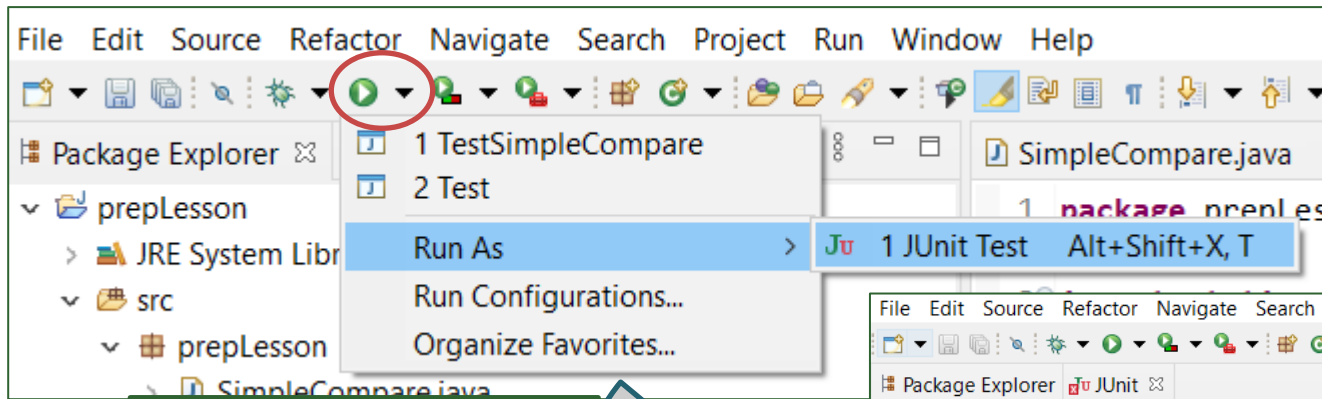 File Edit Source Refactor Navigate Search Project Run Window Help
Package Explorer
1 TestSimpleCompare
SimpleCompare.java
prepLesson
2 Test
1 package prepLes
JRE System Libr
Run As
Ju 1 JUnit Test Alt+Shift+X, T
src
Run Configurations...
prepLesson
Organize Favorites...
SimpleCompare.java
File Edit Source Refactor Navigate Search
Package Explorer Ju JUnit